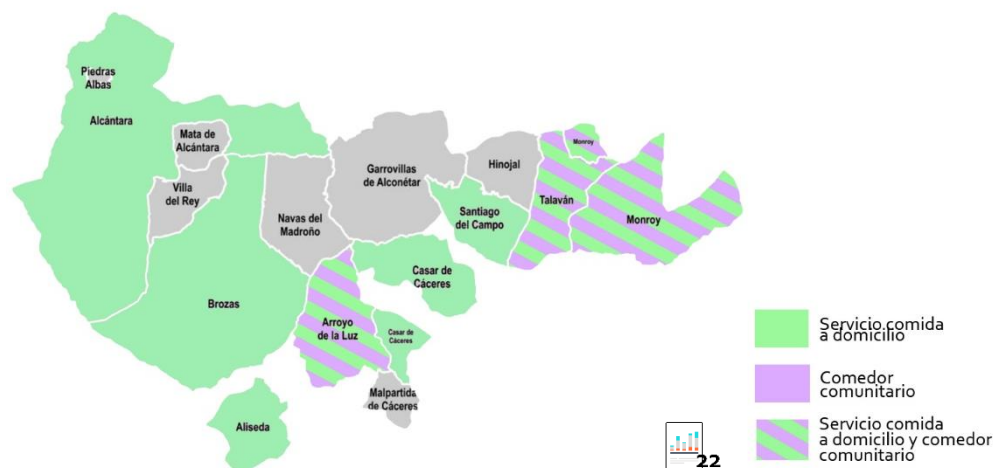 Piedras
Albas
Alcántara
Mata de
Alcántara
Villa
del Rey
Navas del
Madroño
Garrovillas
de Alconétar
Hinojal
Monroy
Talaván
Monroy
Santiago
del Campo
Casar de
Cáceres
Brozas
Arroyo
de la Luz
Casar de
Cáceres
Malpartida
de Cáceres
Aliseda
Servicio comida
a domicilio
Comedor
comunitario
Servicio comida
a domicilio y comedor
comunitario
22